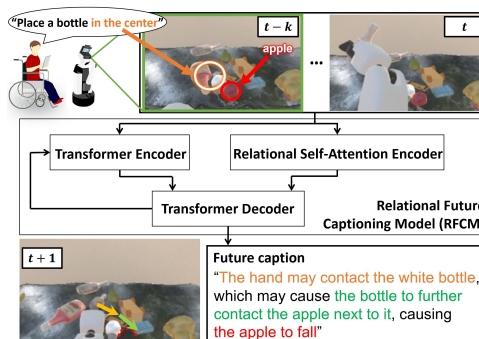 “Place a bottle in the center”
t − k
apple
...
t
Transformer Encoder
Relational Self-Attention Encoder
Transformer Decoder
Relational Future
Captioning Model (RFCM
t + 1
Future caption
“The hand may contact the white bottle,
which may cause the bottle to further
contact the apple next to it, causing
the apple to fall”